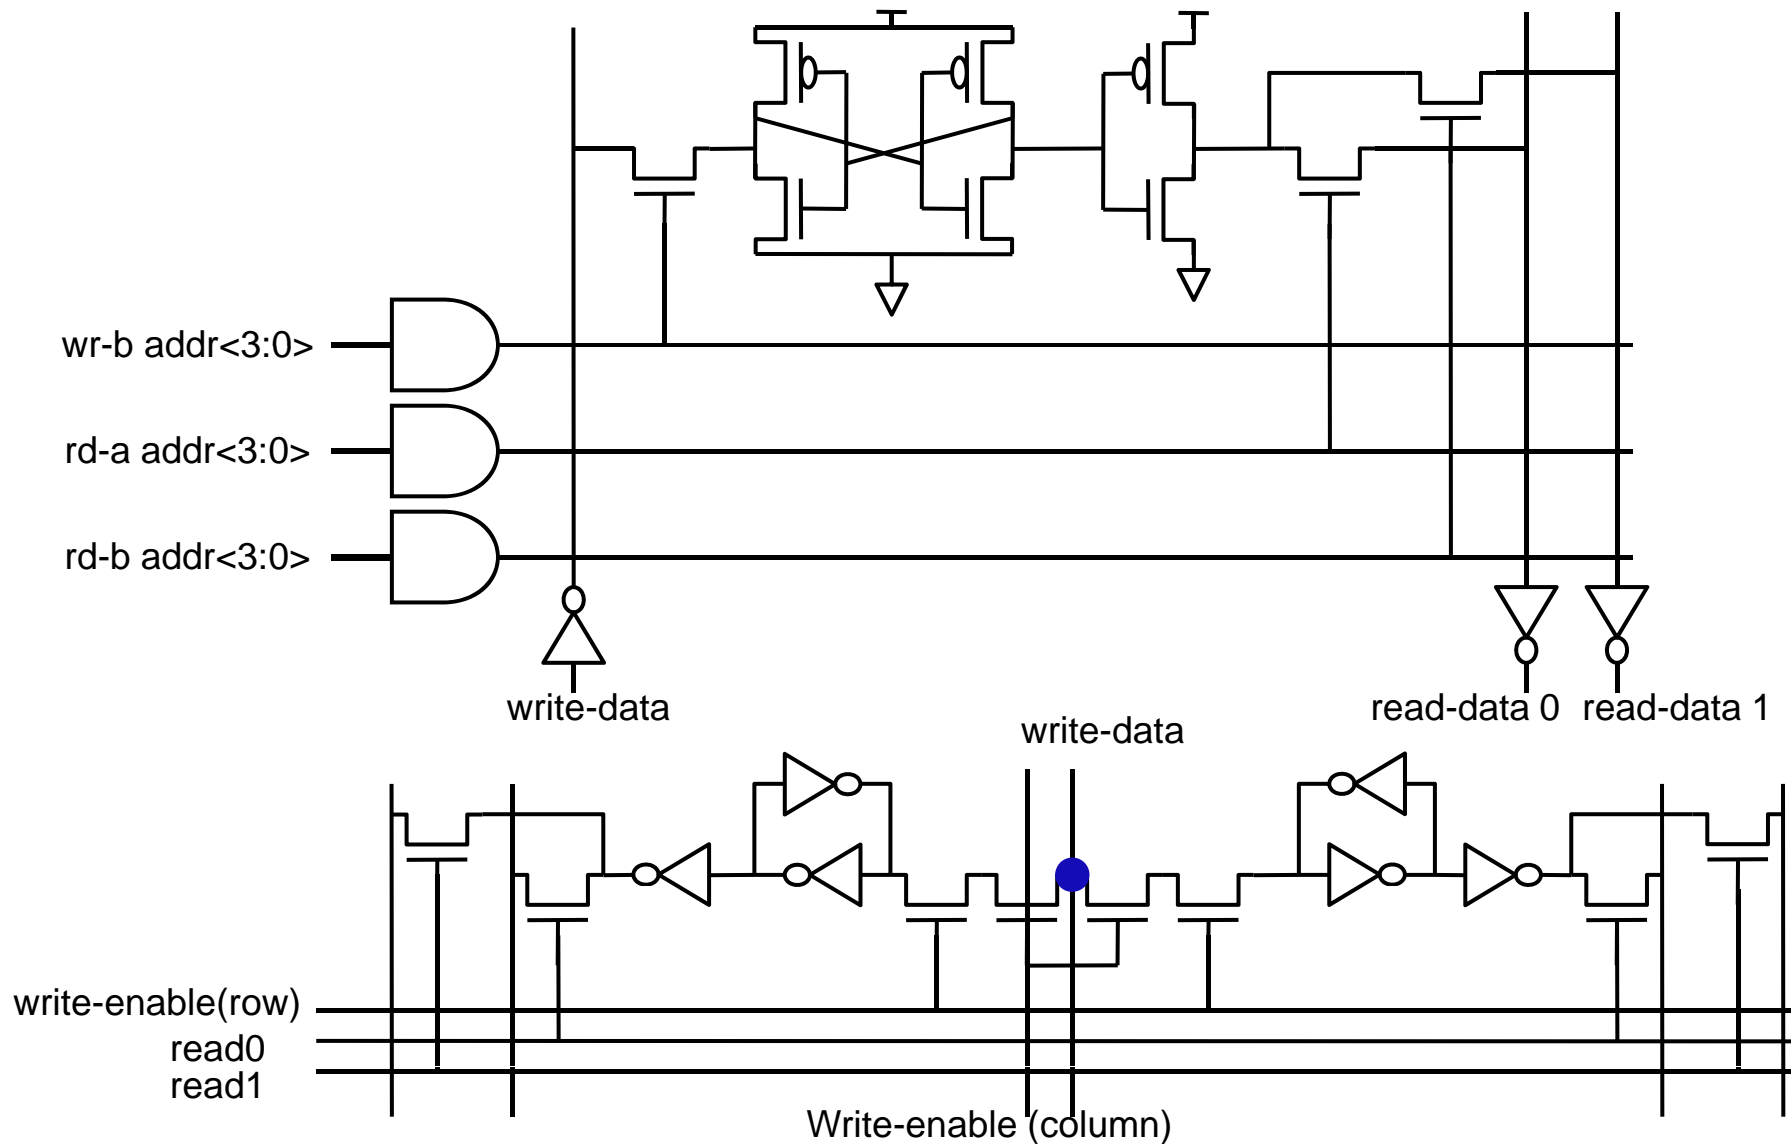 wr-b addr<3:0>
rd-a addr<3:0>
rd-b addr<3:0>
write-data
read-data 0
read-data 1
write-data
write-enable(row)
read0
read1
Write-enable (column)